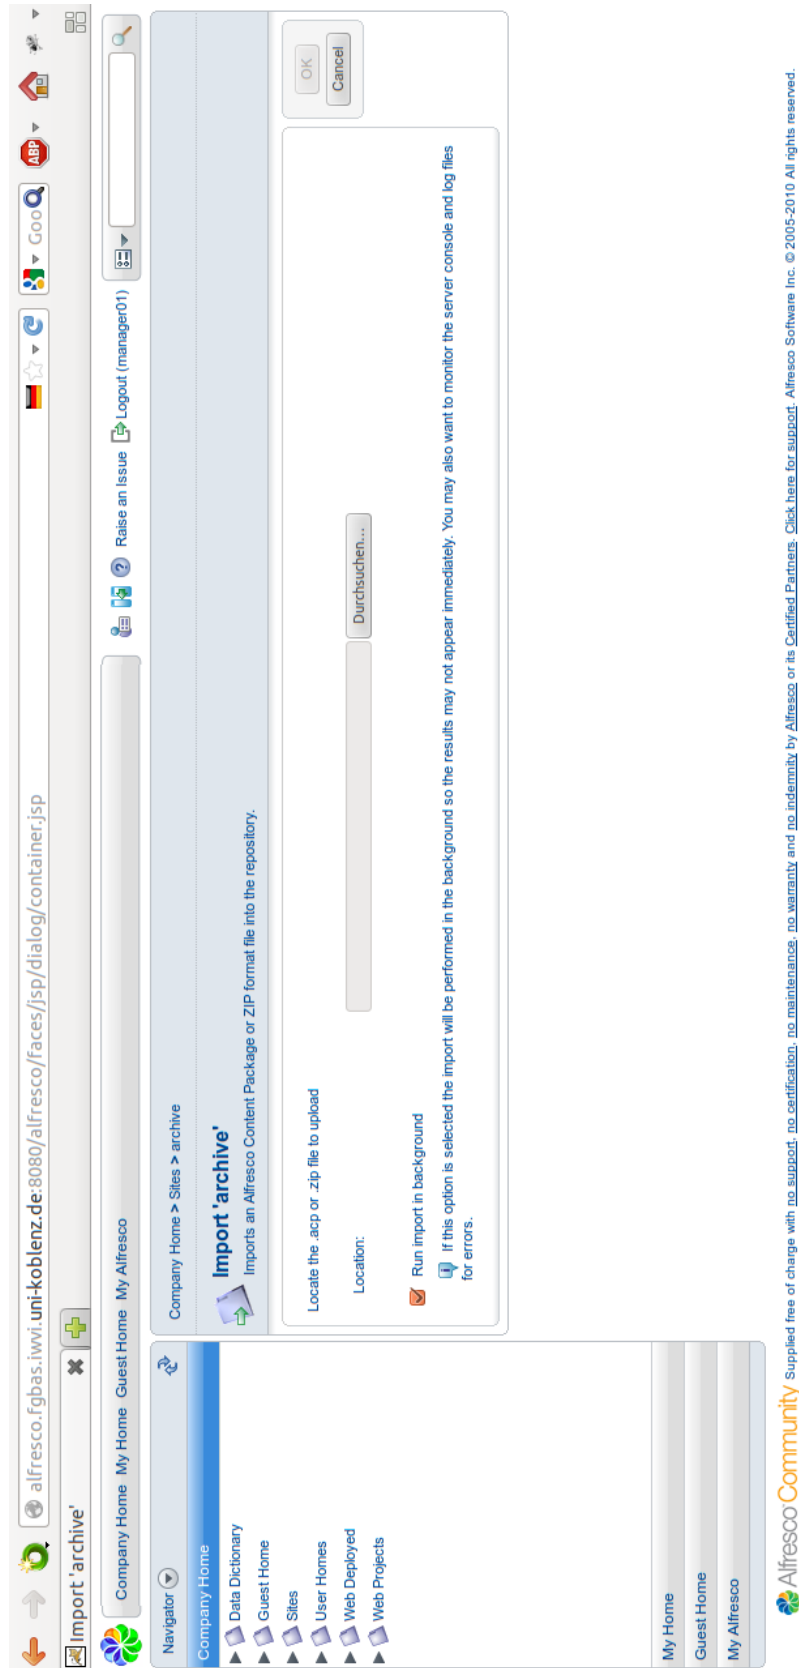 alfresco.fgbas.iwvi.uni-koblenz.de:8080/alfresco/faces/jsp/dialog/container.jsp
Goo
ABP
Import 'archive'
Company Home My Home Guest Home My Alfresco
Raise an Issue Logout (manager01)
Navigator
Company Home
Data Dictionary
Guest Home
Sites
User Homes
Web Deployed
Web Projects
My Home
Guest Home
My Alfresco
Company Home > Sites > archive
Import 'archive'
Imports an Alfresco Content Package or ZIP format file into the repository.
Locate the .acp or .zip file to upload
Location:
Durchsuchen...
Run import in background
If this option is selected the import will be performed in the background so the results may not appear immediately. You may also want to monitor the server console and log files
for errors.
OK
Cancel
Alfresco Community Supplied free of charge with no support, no certification, no maintenance, no warranty and no indemnity by Alfresco or its Certified Partners. Click here for support. Alfresco Software Inc. © 2005-2010 All rights reserved.